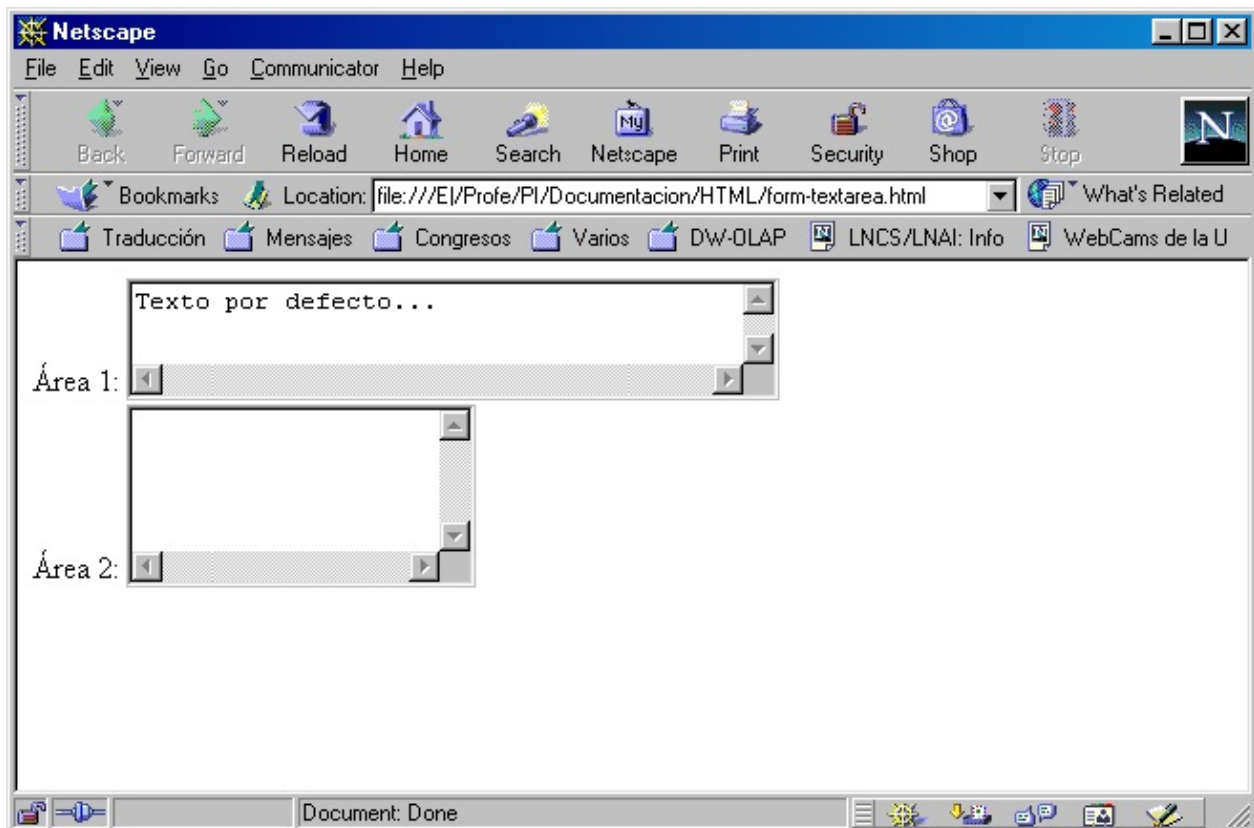 Netscape
File Edit View Go Communicator Help
Back Forward Reload Home Search Netscape Print Security Shop Stop N
Bookmarks Location: file:///E|/Profe/PI/Documentacion/HTML/form-textarea.html What's Related
Traducción Mensajes Congresos Varios DW-OLAP LNCS/LNAI: Info WebCams de la U
Texto por defecto...
Área 1:
Área 2:
Document: Done